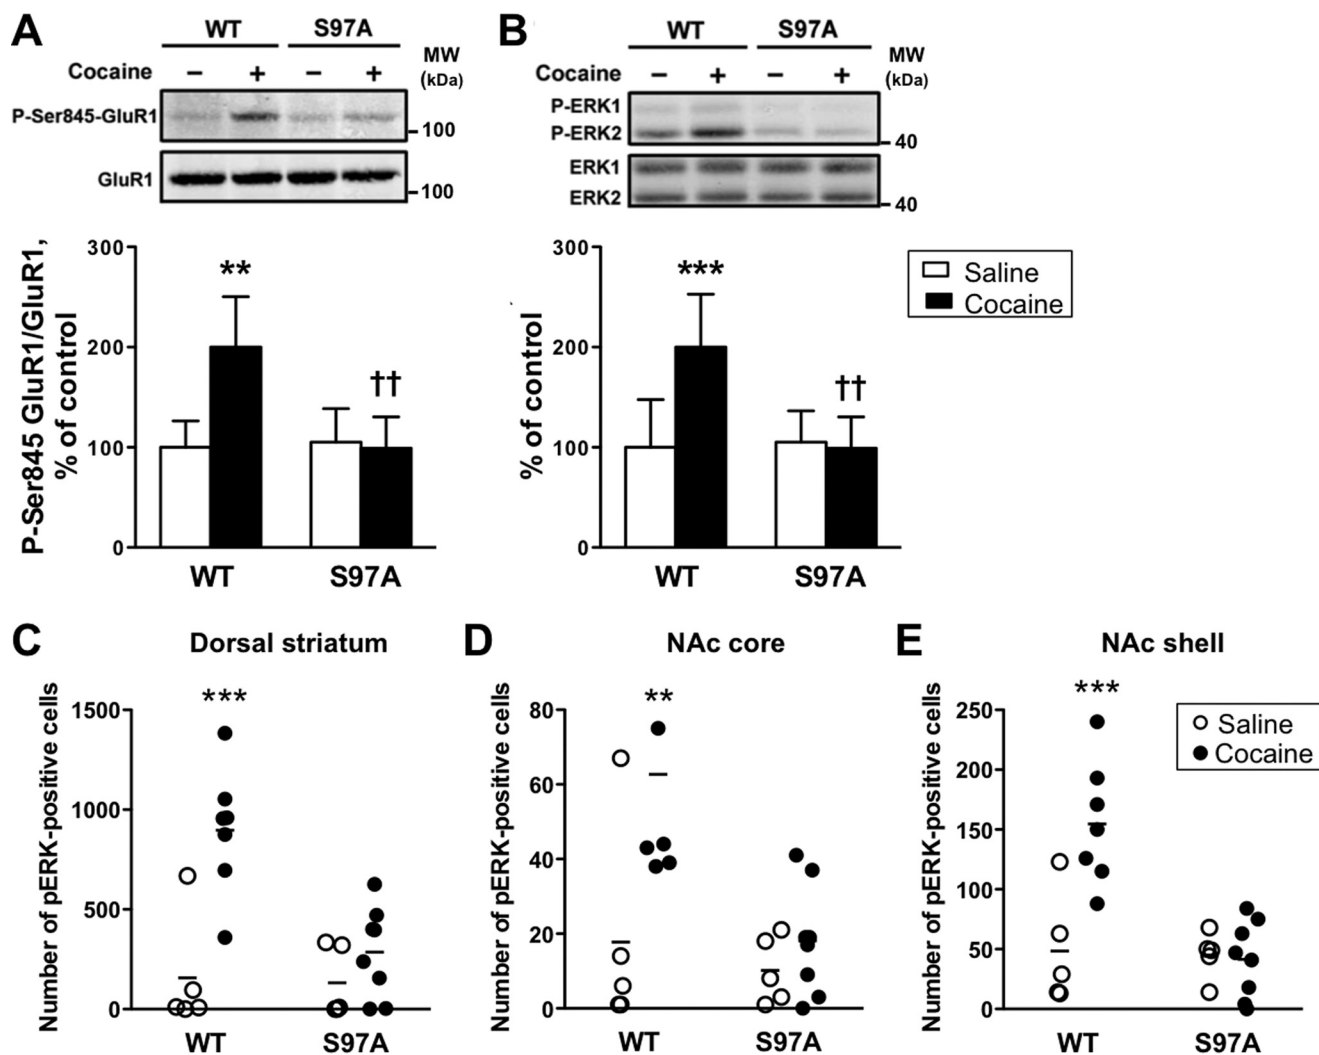 A
WT S97A
MW
(kDa)
Cocaine − + − +
P-Ser845-GluR1
100
GluR1
100
P-Ser845 GluR1/GluR1,
% of control
300
200
100
0
**
††
WT S97A
B
WT S97A
MW
(kDa)
Cocaine − + − +
P-ERK1
P-ERK2
40
ERK1
ERK2
40
% of control
300
200
100
0
***
††
WT S97A
Saline
Cocaine
C
Dorsal striatum
Number of pERK-positive cells
1500
1000
500
0
***
WT S97A
D
NAc core
Number of pERK-positive cells
80
60
40
20
0
**
WT S97A
E
NAc shell
Number of pERK-positive cells
250
200
150
100
50
0
***
WT S97A
Saline
Cocaine